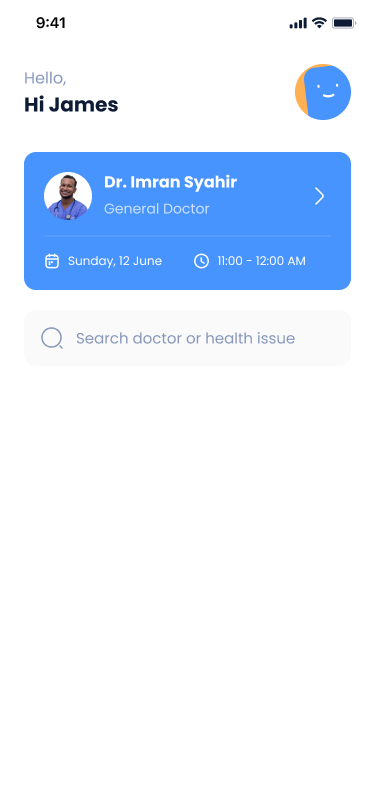 9:41
Hello,
Hi James
Dr. Imran Syahir
General Doctor
Sunday, 12 June
11:00 - 12:00 AM
Search doctor or health issue